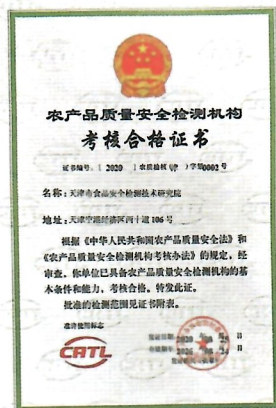 农产品质量安全检测机构
考核合格证书
证书编号：〔2020〕农质检核（ ）字第0002号
名称：天津市食品安全检测技术研究院
地址：天津空港经济区西十道106号
根据《中华人民共和国农产品质量安全法》和
《农产品质量安全检测机构考核办法》的规定，经
审查，你单位已具备农产品质量安全检测机构的基
本条件和能力，考核合格，特发此证。
批准的检测范围见证书附表。
准许使用标志
CATL